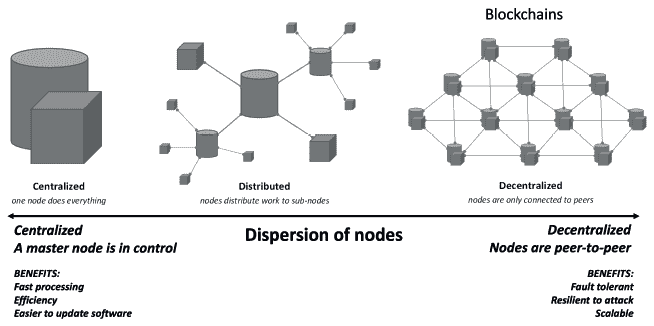 Blockchains
Centralized
one node does everything
Distributed
nodes distribute work to sub-nodes
Decentralized
nodes are only connected to peers
Centralized
A master node is in control
Dispersion of nodes
Decentralized
Nodes are peer-to-peer
BENEFITS:
Fast processing
Efficiency
Easier to update software
BENEFITS:
Fault tolerant
Resilient to attack
Scalable